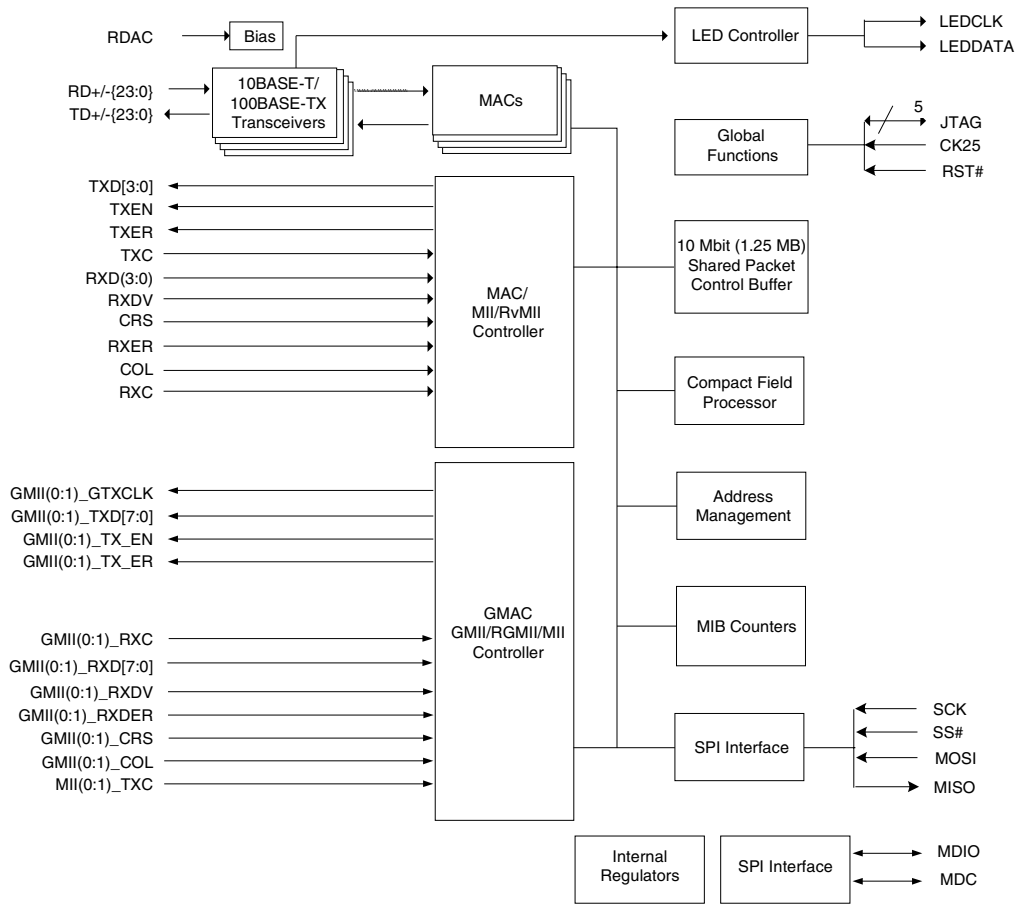 RDAC
Bias
RD+/-{23:0}
TD+/-{23:0}
10BASE-T/
100BASE-TX
Transceivers
MACs
LED Controller
LEDCLK
LEDDATA
Global
Functions
5
JTAG
CK25
RST#
TXD[3:0]
TXEN
TXER
TXC
RXD(3:0)
RXDV
CRS
RXER
COL
RXC
MAC/
MII/RvMII
Controller
10 Mbit (1.25 MB)
Shared Packet
Control Buffer
Compact Field
Processor
GMII(0:1)_GTXCLK
GMII(0:1)_TXD[7:0]
GMII(0:1)_TX_EN
GMII(0:1)_TX_ER
GMII(0:1)_RXC
GMII(0:1)_RXD[7:0]
GMII(0:1)_RXDV
GMII(0:1)_RXDER
GMII(0:1)_CRS
GMII(0:1)_COL
MII(0:1)_TXC
GMAC
GMII/RGMII/MII
Controller
Address
Management
MIB Counters
SPI Interface
SCK
SS#
MOSI
MISO
Internal
Regulators
SPI Interface
MDIO
MDC